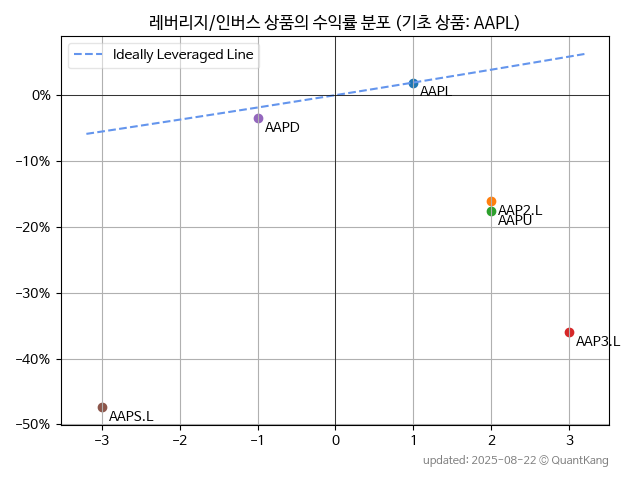 레버리지/인버스 상품의 수익률 분포 (기초 상품: AAPL)
Ideally Leveraged Line
AAPL
0%
AAPD
−10%
AAP2.L
AAPU
−20%
−30%
AAP3.L
−40%
AAPS.L
−50%
−3 −2 −1 0 1 2 3
updated: 2025-08-22 © QuantKang